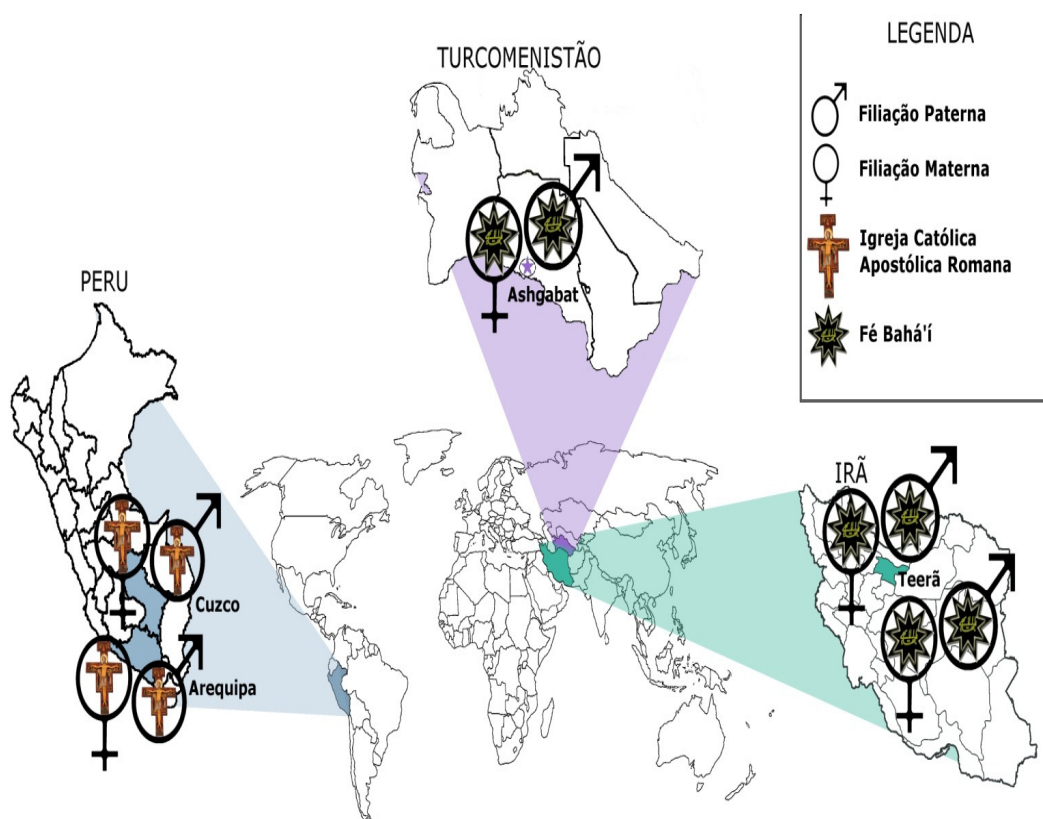 LEGENDA
Filiação Paterna
Filiação Materna
Igreja Católica
Apostólica Romana
Fé Bahá'í
TURCOMENISTÃO
Ashgabat
PERU
Cuzco
Arequipa
IRÃ
Teerã